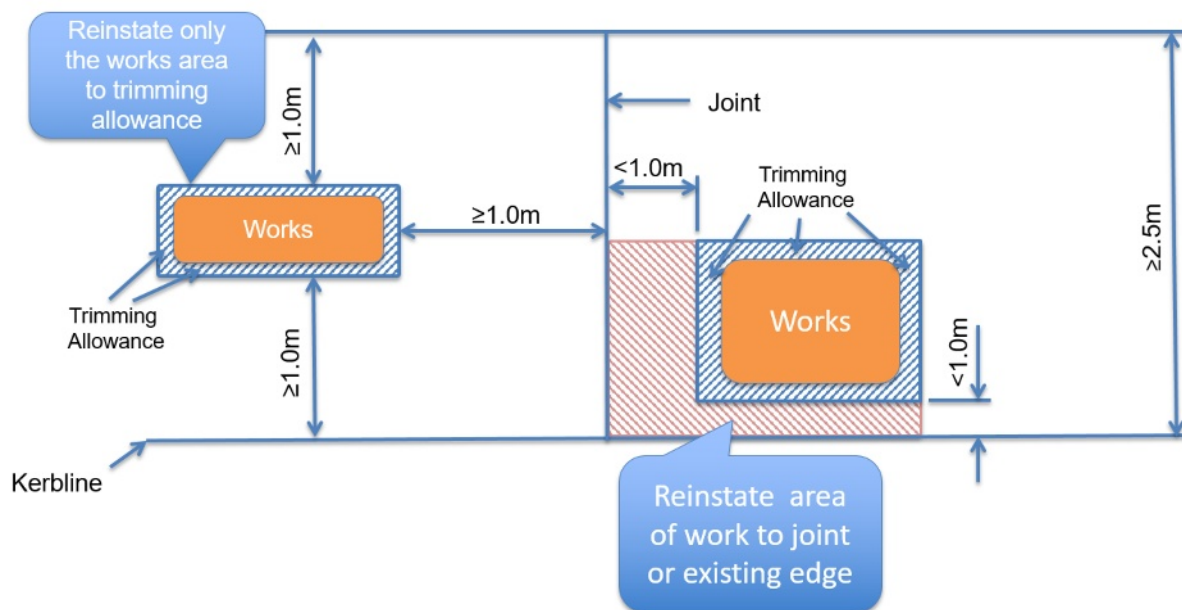 Reinstate only
the works area
to trimming
allowance
≥1.0m
Joint
<1.0m
Trimming
Allowance
≥1.0m
Works
≥2.5m
Trimming
Allowance
≥1.0m
Works
<1.0m
Kerbline
Reinstate area
of work to joint
or existing edge